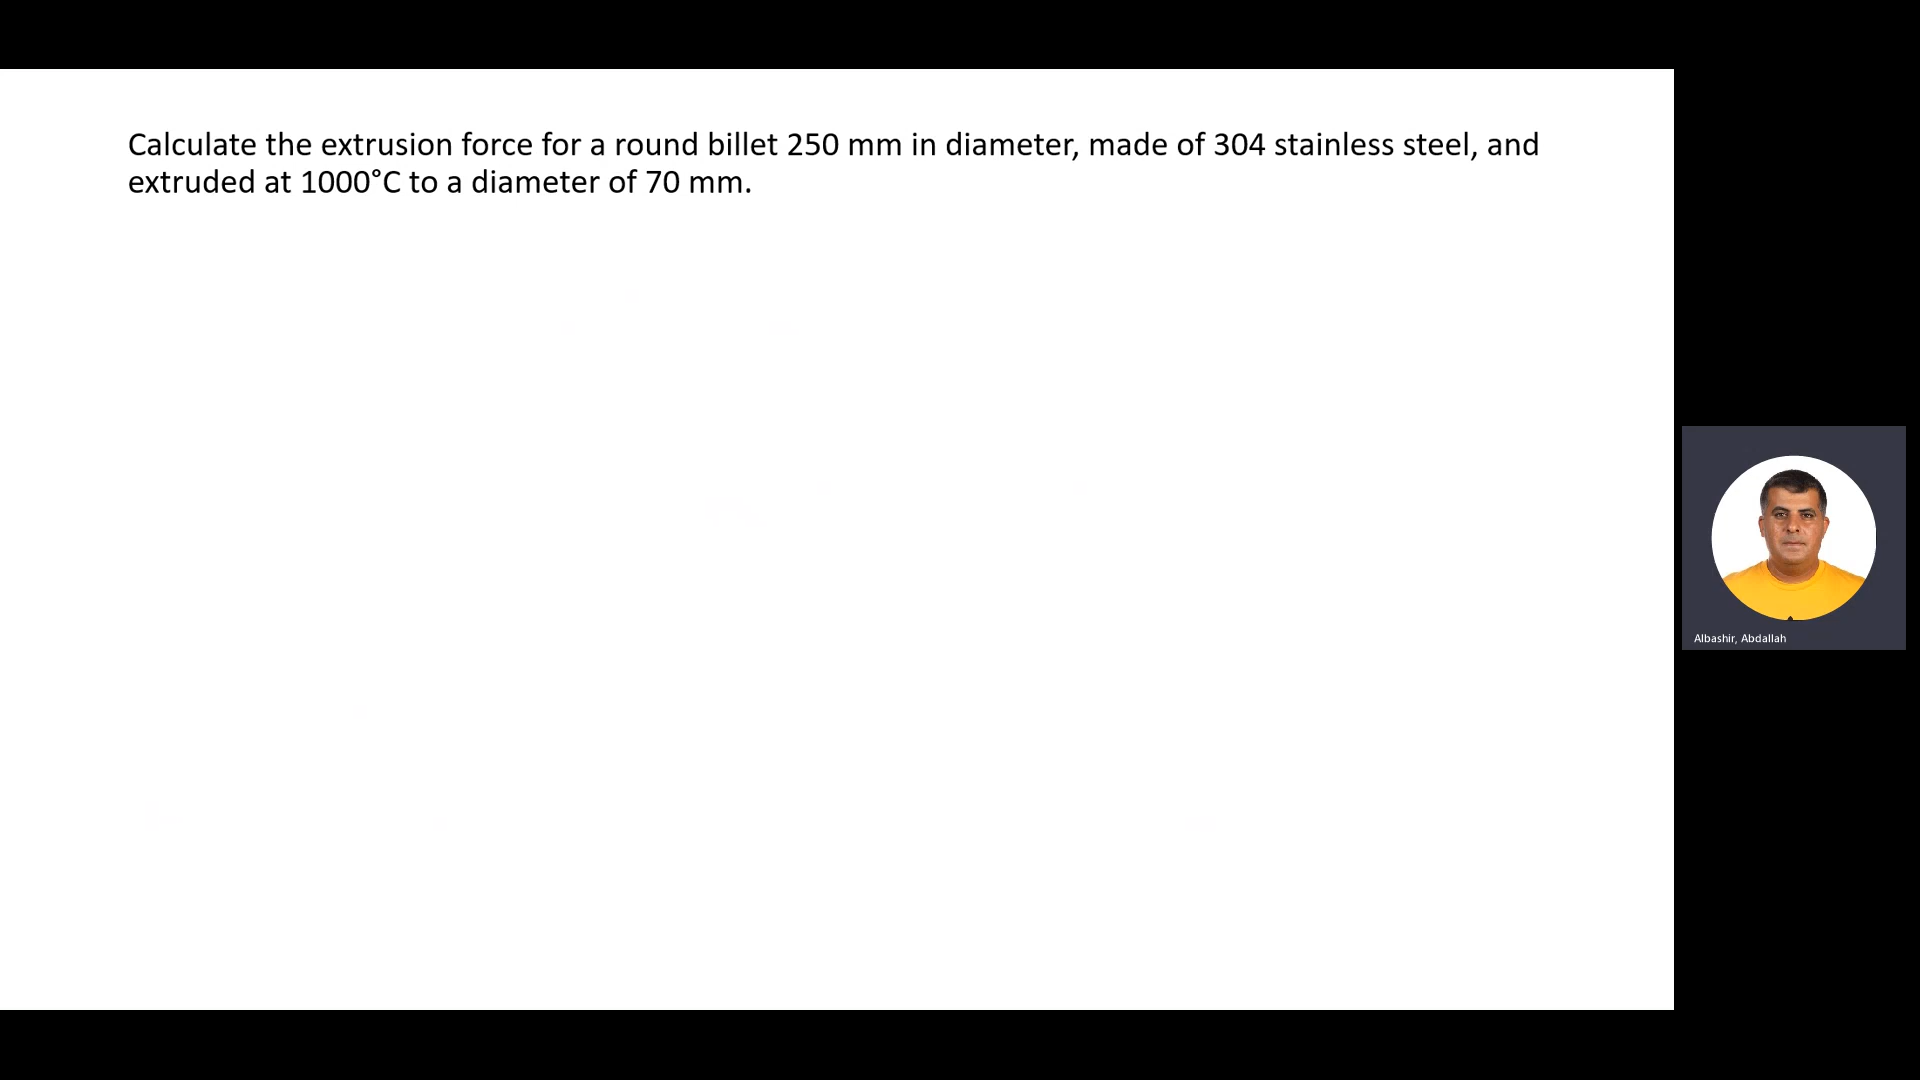 Calculate the extrusion force for a round billet 250 mm in diameter, made of 304 stainless steel, and
extruded at 1000°C to a diameter of 70 mm.
Albashir, Abdallah